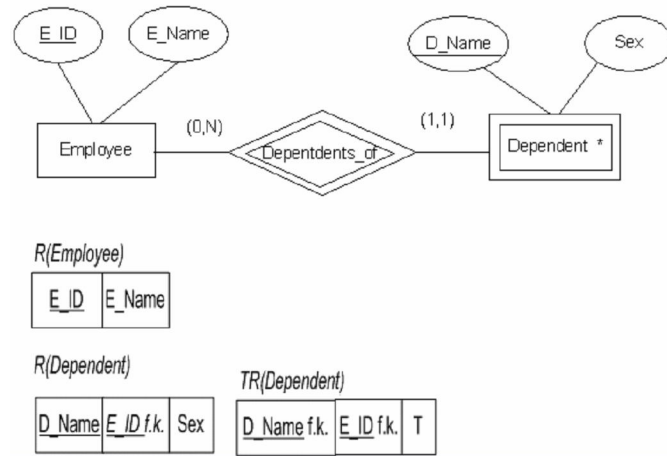 E_ID
E_Name
D_Name
Sex
Employee
(0,N)
Deptdents_of
(1,1)
Dependent *
R(Employee)
E_ID E_Name
R(Dependent)
D_Name E_ID f.k. Sex
TR(Dependent)
D_Name f.k. E_ID f.k. T